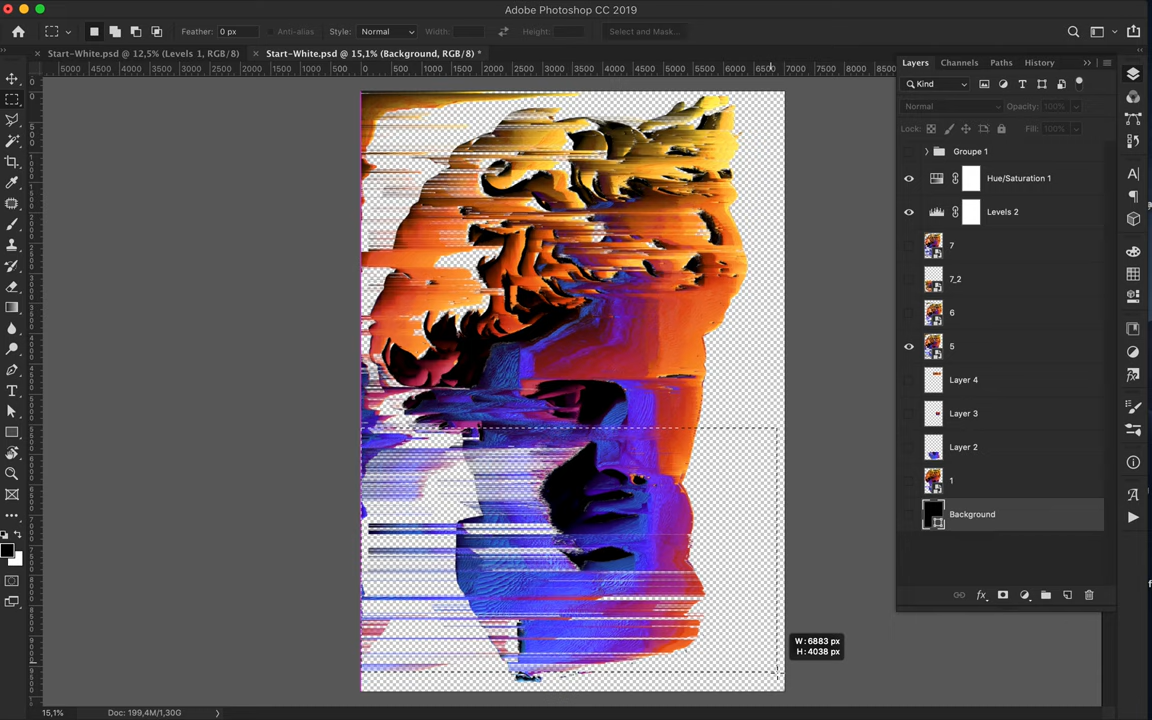 Adobe Photoshop CC 2019
Feather: 0 px Anti-alias Style: Normal Width: Height: Select and Mask...
Start-White.psd @ 12,5% (Levels 1, RGB/8) Start-White.psd @ 15,1% (Background, RGB/8) *
5000 4500 4000 3500 3000 2500 2000 1500 1000 500 0 500 1000 1500 2000 2500 3000 3500 4000 4500 5000 5500 6000 6500 7000 7500 8000 8500
Layers Channels Paths History
Kind
Normal Opacity: 100%
Lock: Fill: 100%
Groupe 1
Hue/Saturation 1
Levels 2
7
7_2
6
5
Layer 4
Layer 3
Layer 2
1
Background
W: 6883 px
H: 4038 px
15,1% Doc: 199,4M/1,30G